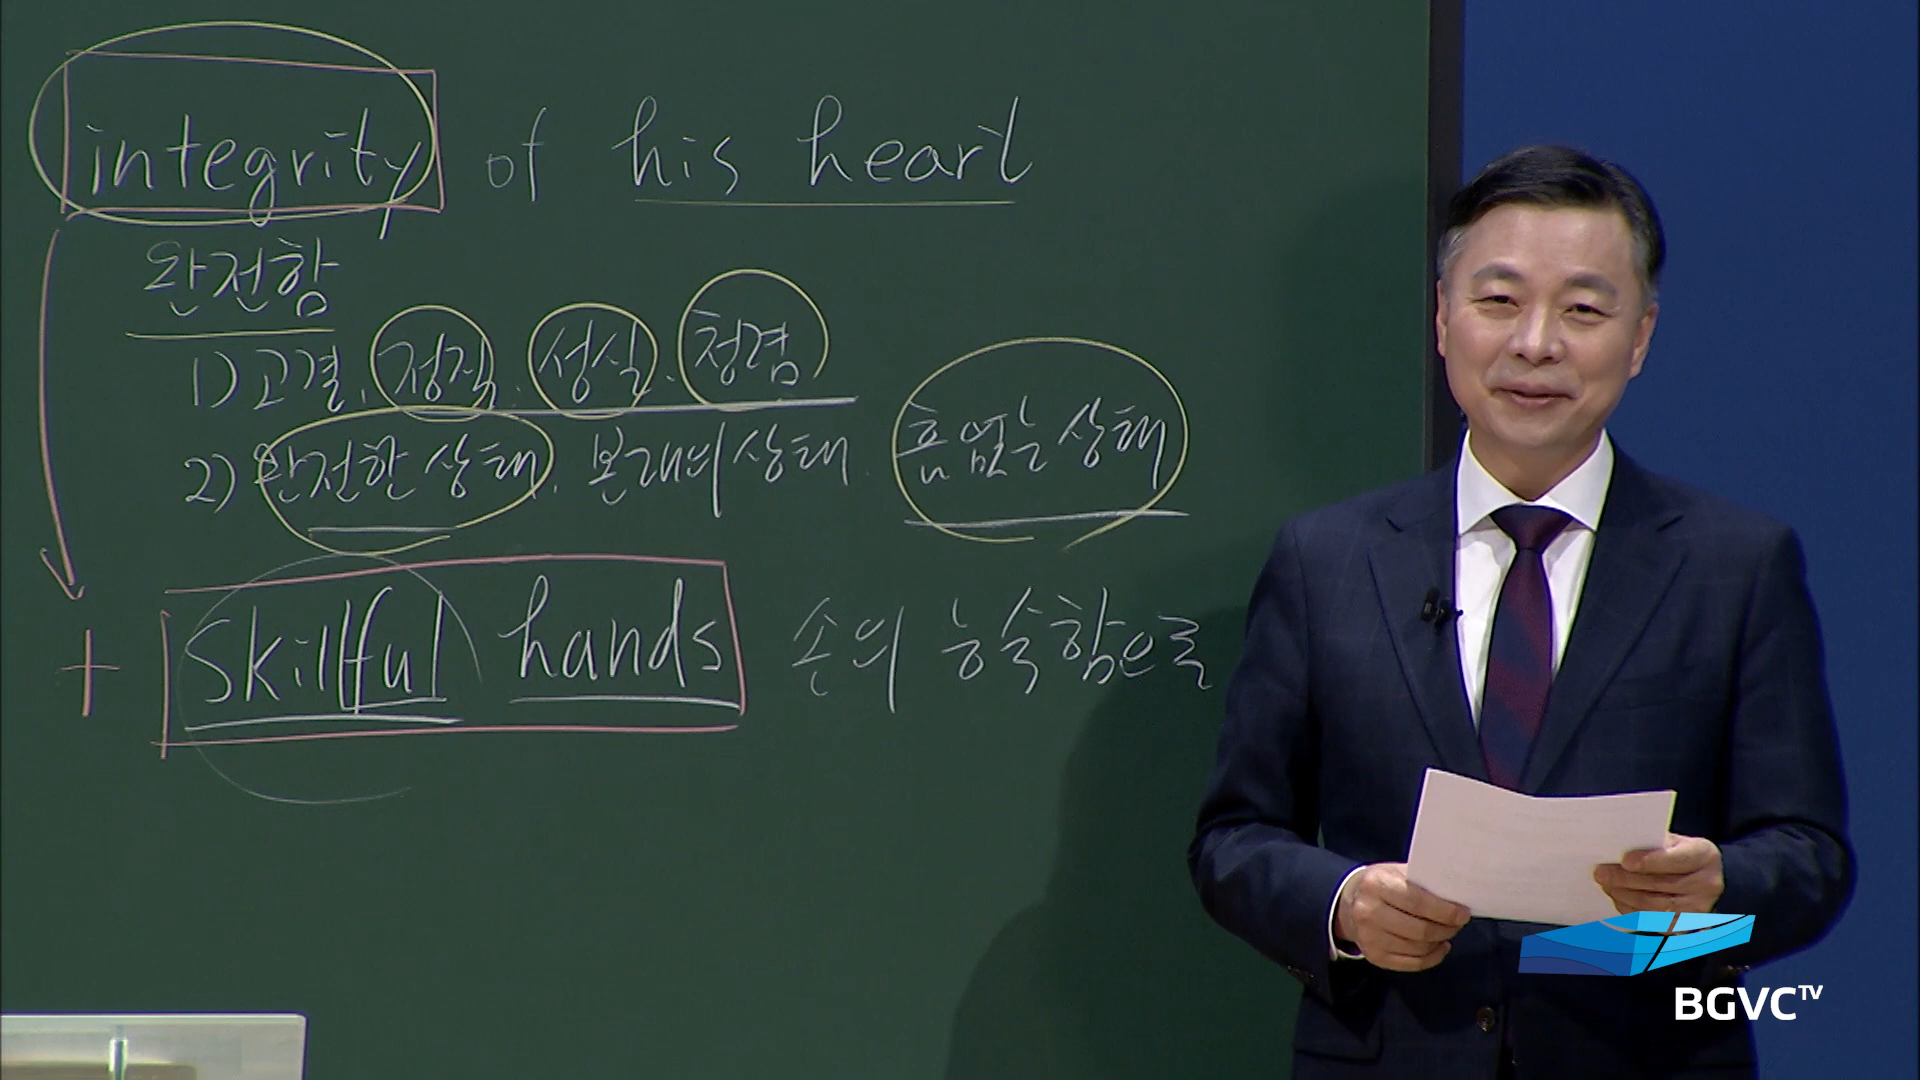 integrity of his heart
완전함
1) 고결, 정직, 성실, 청렴
2) 완전한 상태, 본래의 상태, 흠 없는 상태
+ skillful hands 손의 능숙함으로
BGVC TV